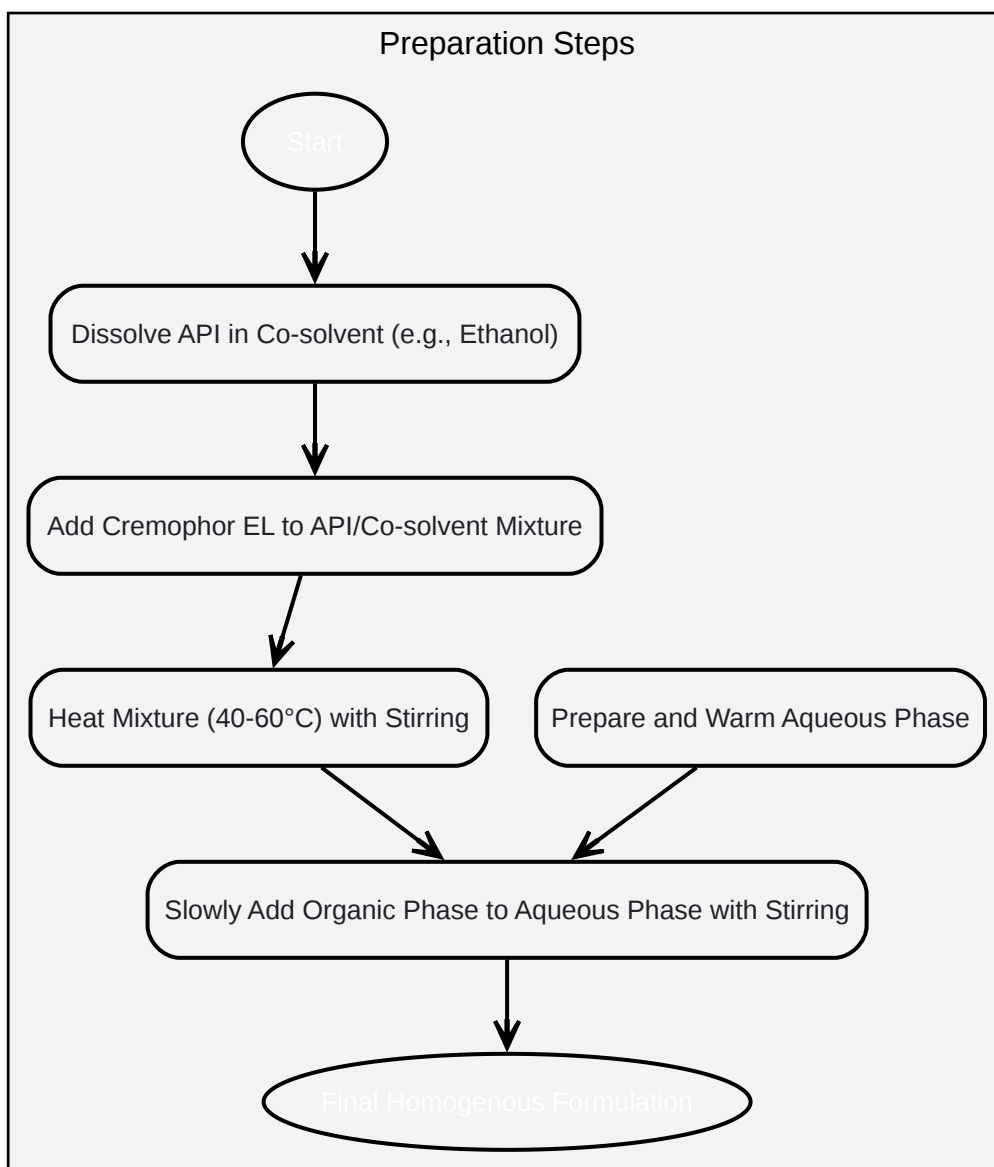 Preparation Steps
Start
Dissolve API in Co-solvent (e.g., Ethanol)
Add Cremophor EL to API/Co-solvent Mixture
Heat Mixture (40-60°C) with Stirring
Prepare and Warm Aqueous Phase
Slowly Add Organic Phase to Aqueous Phase with Stirring
Final Homogenous Formulation